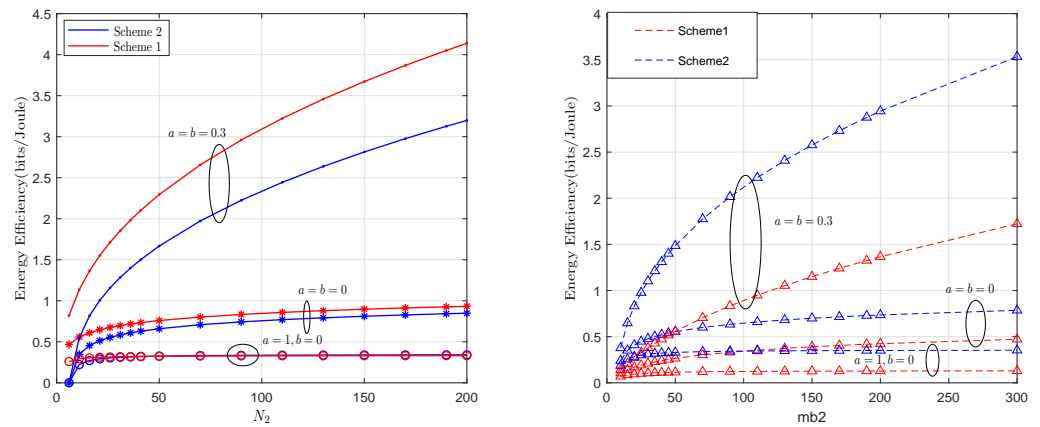 4.5
4
3.5
3
2.5
2
1.5
1
0.5
0
Energy Efficiency(bits/Joule)
Scheme 2
Scheme 1
a = b = 0.3
a = b = 0
a = 1, b = 0
0 50 100 150 200
N₂
4
3.5
3
2.5
2
1.5
1
0.5
0
Energy Efficiency(bits/Joule)
Scheme1
Scheme2
a = b = 0.3
a = b = 0
a = 1, b = 0
0 50 100 150 200 250 300
mb2